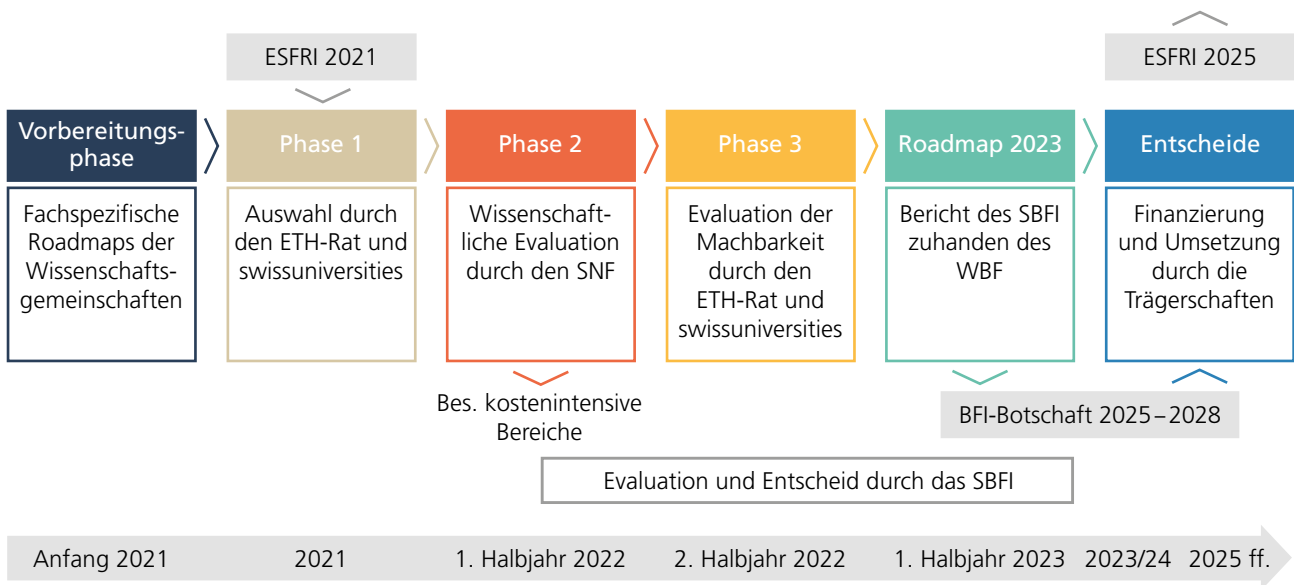 ESFRI 2021
ESFRI 2025
Vorbereitungs-
phase
Phase 1
Phase 2
Phase 3
Roadmap 2023
Entscheide
Fachspezifische
Roadmaps der
Wissenschafts-
gemeinschaften
Auswahl durch
den ETH-Rat und
swissuniversities
Wissenschaft-
liche Evaluation
durch den SNF
Evaluation der
Machbarkeit
durch den
ETH-Rat und
swissuniversities
Bericht des SBFI
zuhanden des
WBF
Finanzierung
und Umsetzung
durch die
Trägerschaften
Bes. kostenintensive
Bereiche
BFI-Botschaft 2025–2028
Evaluation und Entscheid durch das SBFI
Anfang 2021
2021
1. Halbjahr 2022
2. Halbjahr 2022
1. Halbjahr 2023
2023/24
2025 ff.